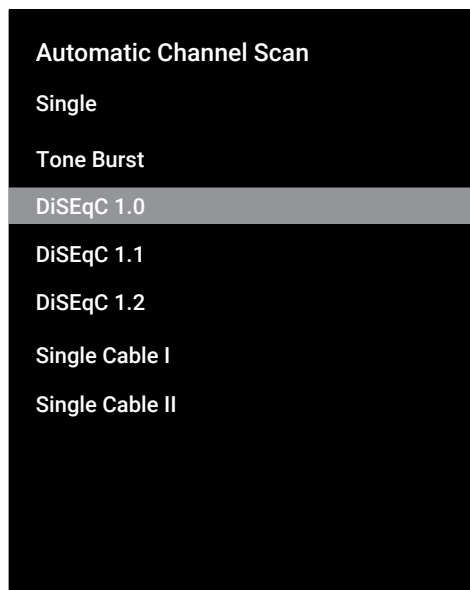 Automatic Channel Scan
Single
Tone Burst
DiSEqC 1.0
DiSEqC 1.1
DiSEqC 1.2
Single Cable I
Single Cable II